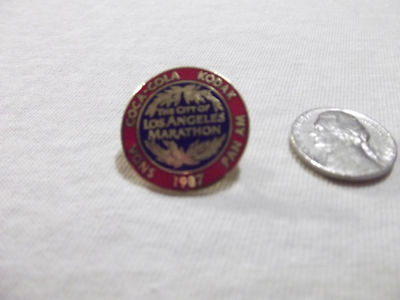 COCA-COLA KODAK
THE CITY OF
LOS ANGELES
MARATHON
VONS 1987 PAN AM